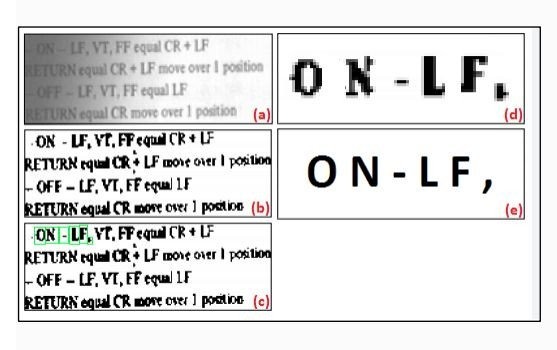 - ON - LF, VT, FF equal CR + LF
RETURN equal CR + LF move over 1 position
- OFF - LF, VT, FF equal LF
RETURN equal CR move over 1 position
(a)
- ON - LF, VT, FF equal CR + LF
RETURN equal CR + LF move over 1 position
- OFF - LF, VT, FF equal LF
RETURN equal CR move over 1 position
(b)
- ON - LF, VT, FF equal CR + LF
RETURN equal CR + LF move over 1 position
- OFF - LF, VT, FF equal LF
RETURN equal CR move over 1 position
(c)
O N - L F ,
(d)
O N - L F ,
(e)